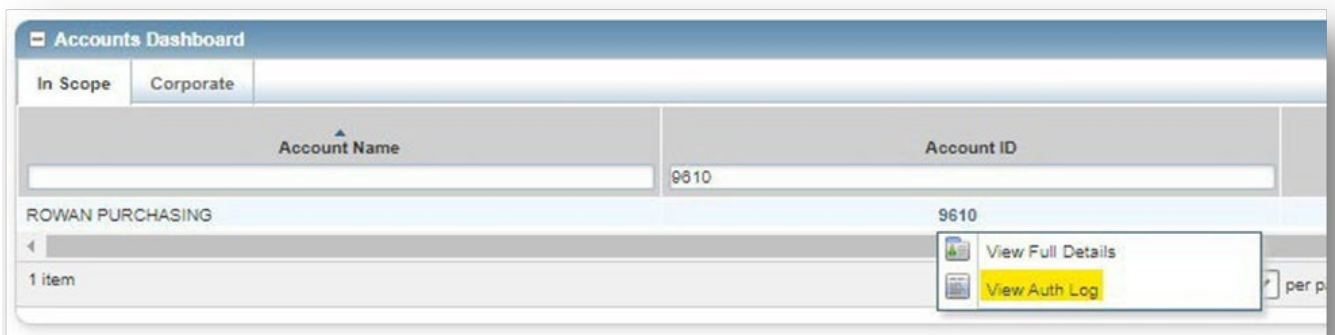 Accounts Dashboard
In Scope Corporate
Account Name Account ID
9610
ROWAN PURCHASING 9610
View Full Details
1 item
View Auth Log
per